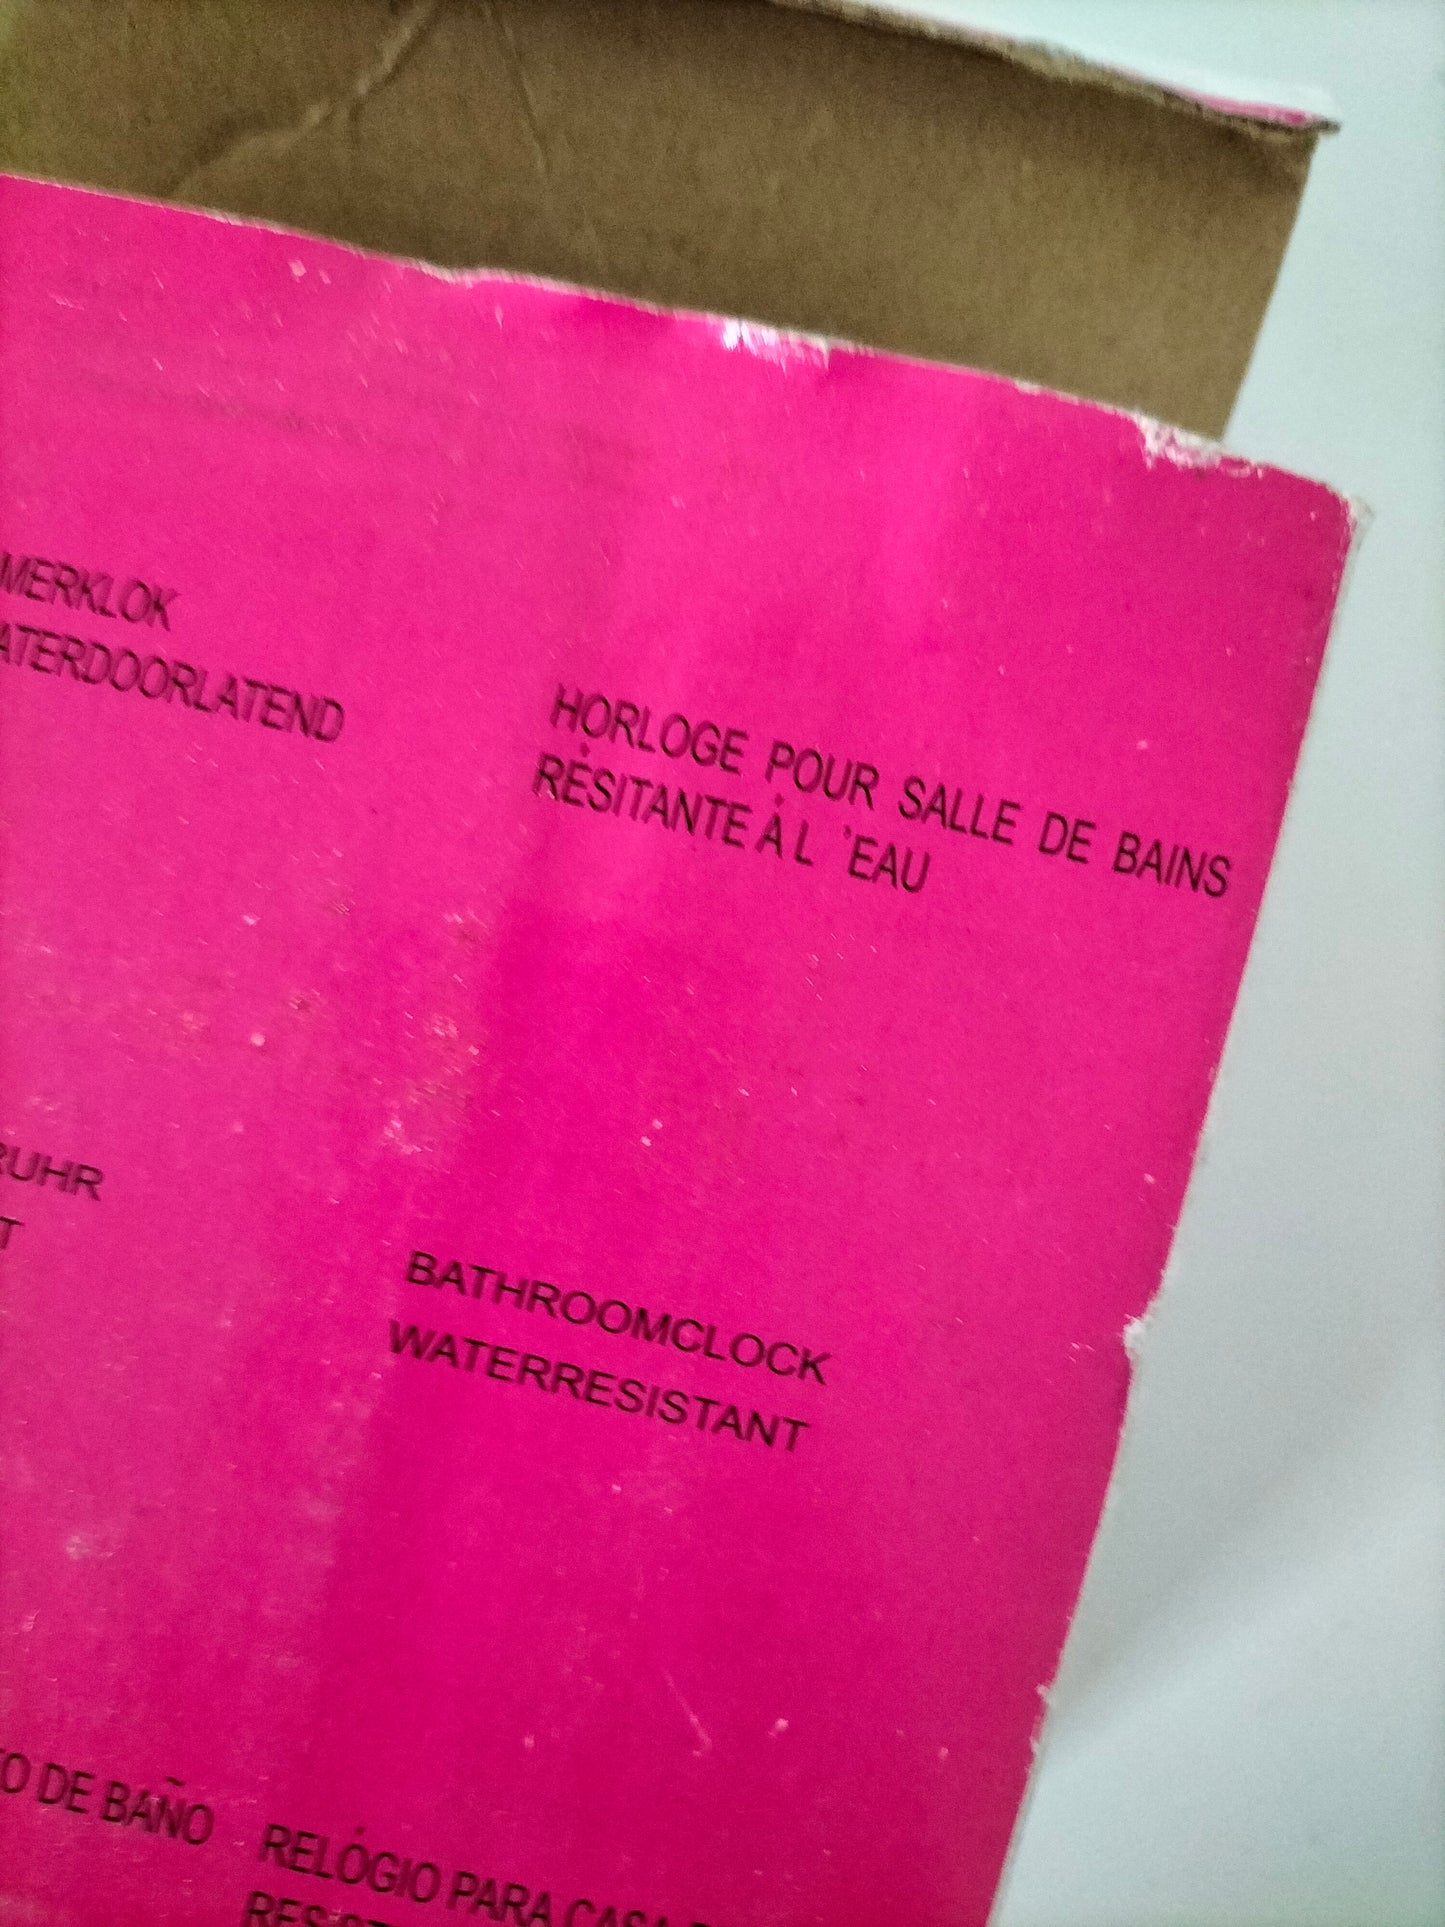 MERKLOK
ATERDOORLATEND
HORLOGE POUR SALLE DE BAINS
RÉSITANTE Á L 'EAU
RUHR
T
BATHROOMCLOCK
WATERRESISTANT
O DE BAÑO
RELÓGIO PARA CASA